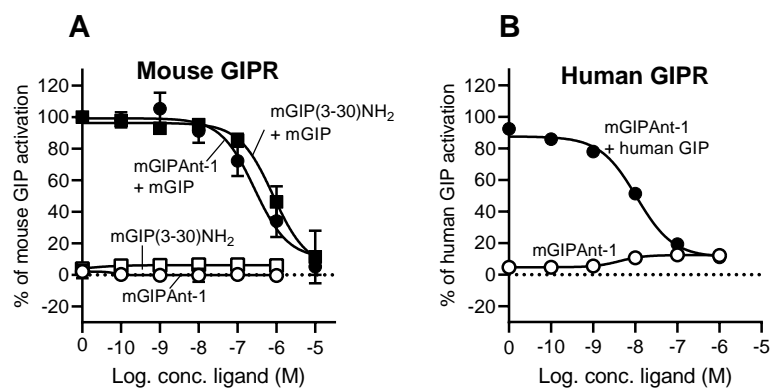 A
Mouse GIPR
120
100
80
60
40
20
0
-20
% of mouse GIP activation
mGIP(3-30)NH₂
+ mGIP
mGIPAnt-1
+ mGIP
mGIP(3-30)NH₂
mGIPAnt-1
0 -10 -9 -8 -7 -6 -5
Log. conc. ligand (M)
B
Human GIPR
120
100
80
60
40
20
0
-20
% of human GIP activation
mGIPAnt-1
+ human GIP
mGIPAnt-1
0 -10 -9 -8 -7 -6 -5
Log. conc. ligand (M)